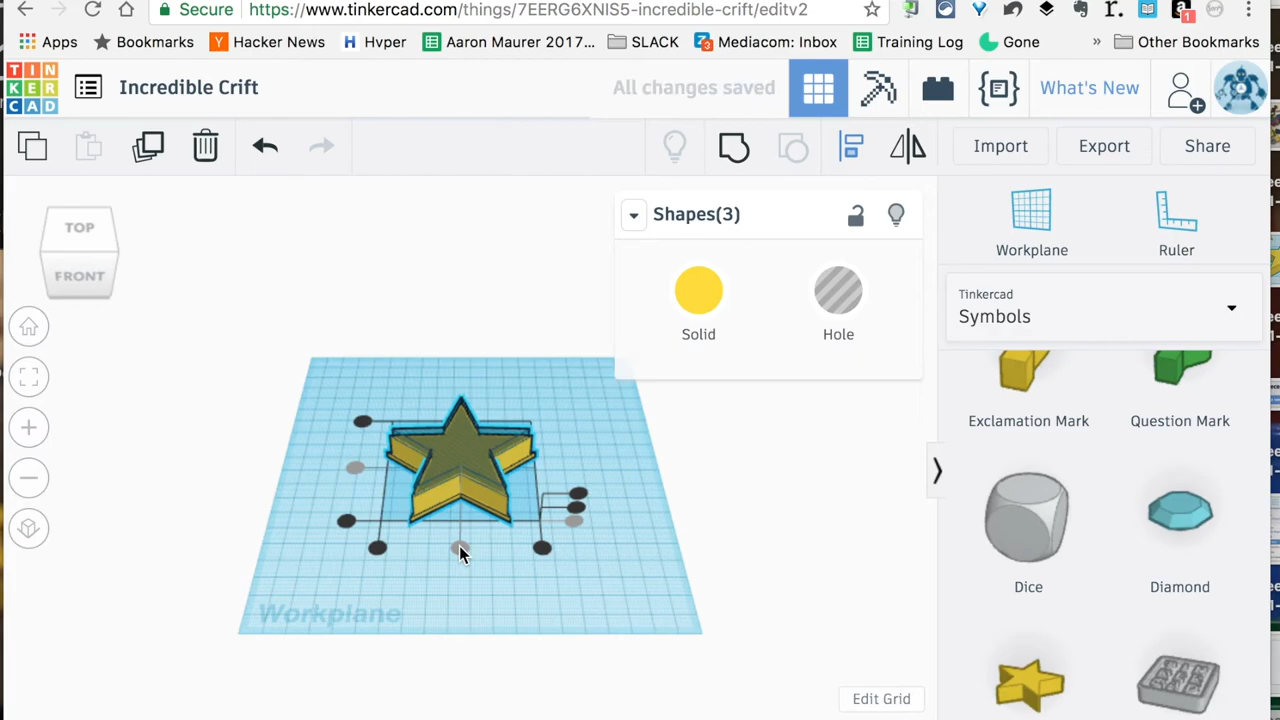 Secure https://www.tinkercad.com/things/7EERG6XNIS5-incredible-crift/editv2
1
Apps Bookmarks Hacker News Hyper Aaron Maurer 2017... SLACK Mediacom: Inbox Training Log Gone » Other Bookmarks
TIN
KER
CAD
Incredible Crift
All changes saved
What's New
Import
Export
Share
TOP
FRONT
Shapes(3)
Solid
Hole
Workplane
Ruler
Tinkercad
Symbols
Exclamation Mark
Question Mark
Dice
Diamond
Workplane
Edit Grid